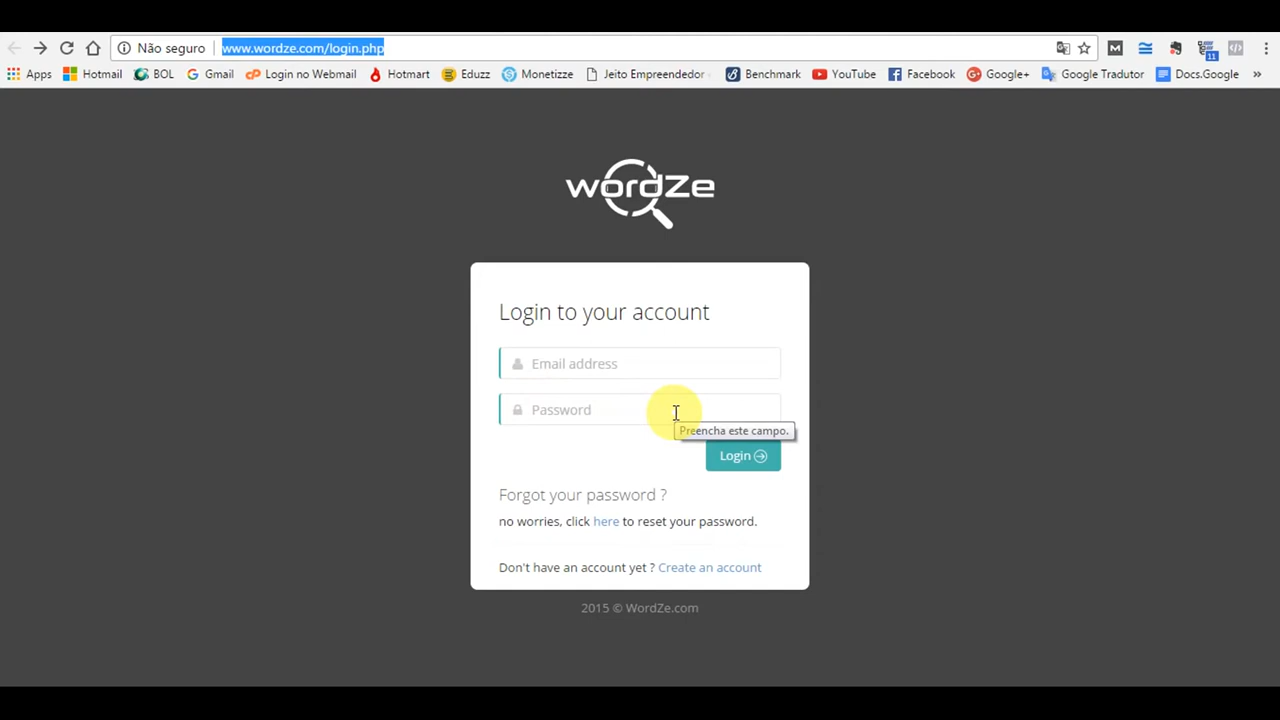 Não seguro www.wordze.com/login.php
Apps Hotmail BOL Gmail Login no Webmail Hotmart Eduzz Monetizze Jeito Empreendedor Benchmark YouTube Facebook Google+ Google Tradutor Docs.Google »
11
wordZe
Login to your account
Email address
Password
Preencha este campo.
Login
Forgot your password ?
no worries, click here to reset your password.
Don't have an account yet ? Create an account
2015 © WordZe.com